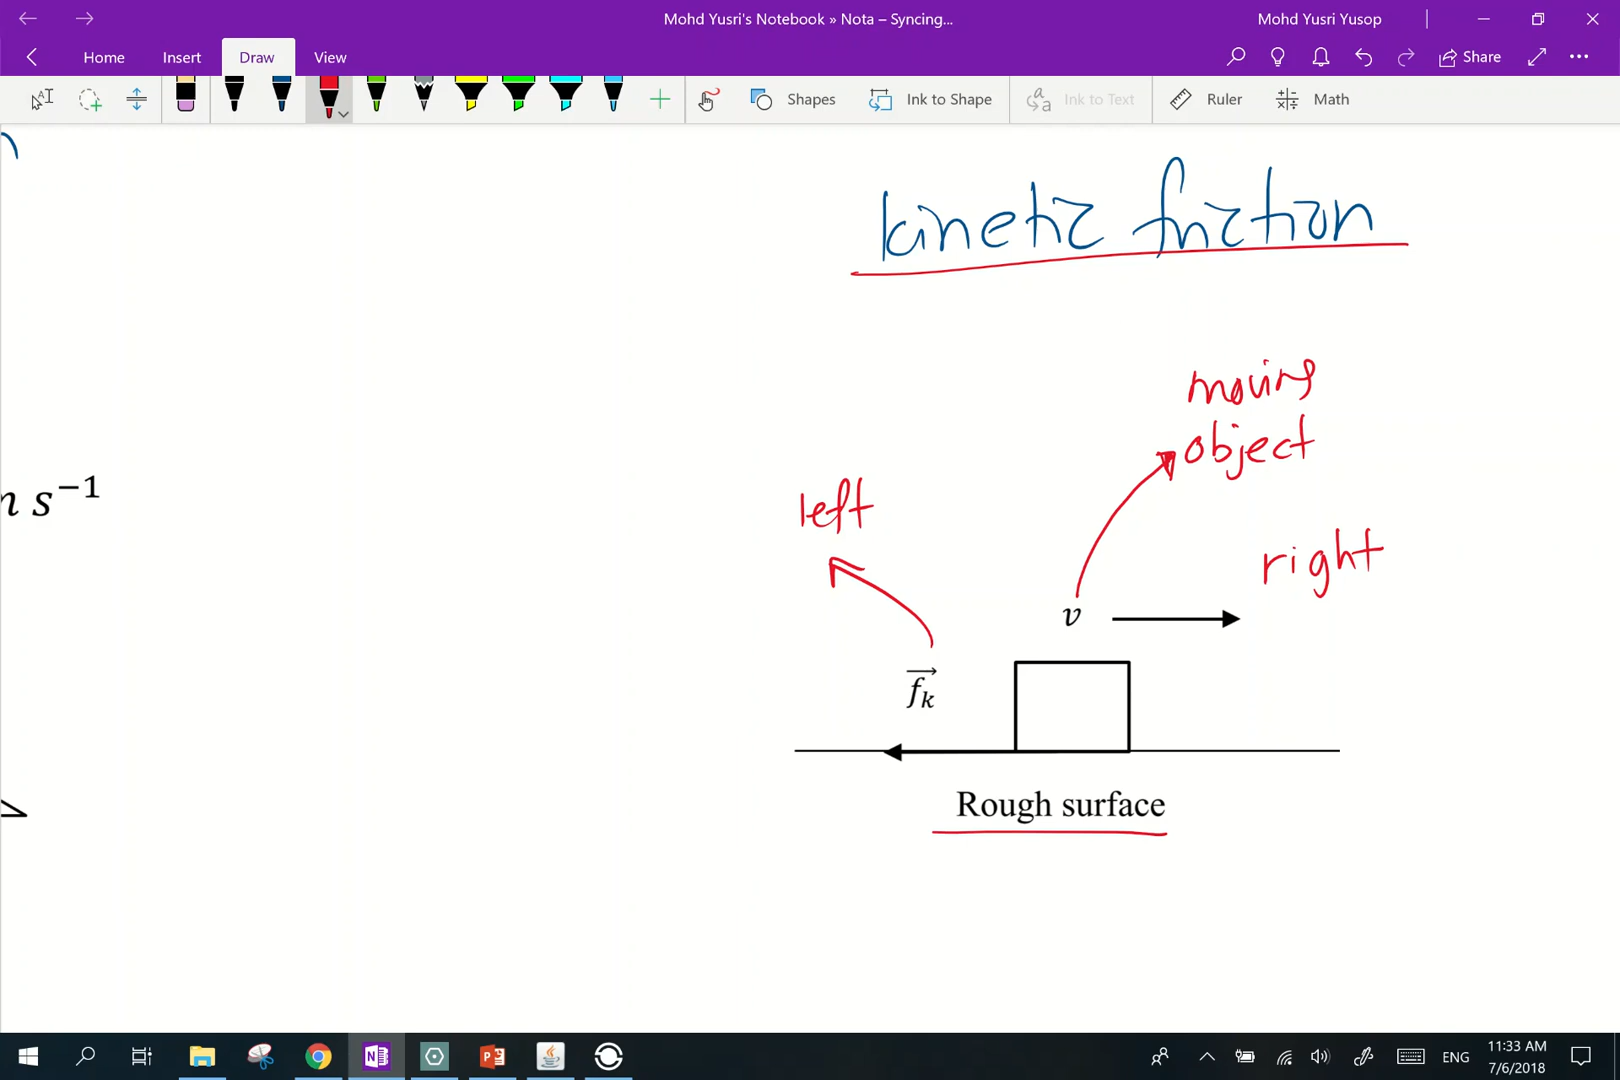 Mohd Yusri's Notebook » Nota – Syncing...
Mohd Yusri Yusop
Home
Insert
Draw
View
Share
Shapes
Ink to Shape
Ink to Text
Ruler
Math
kinetic friction
moving
object
left
right
s⁻¹
v
f⃗ₖ
Rough surface
ENG
11:33 AM
7/6/2018